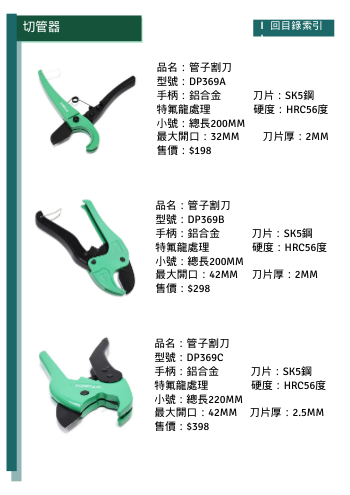 切管器
回目錄索引
品名：管子割刀
型號：DP369A
手柄：鋁合金 刀片：SK5鋼
特氟龍處理 硬度：HRC56度
小號：總長200MM
最大開口：32MM 刀片厚：2MM
售價：$198
品名：管子割刀
型號：DP369B
手柄：鋁合金 刀片：SK5鋼
特氟龍處理 硬度：HRC56度
小號：總長200MM
最大開口：42MM 刀片厚：2MM
售價：$298
品名：管子割刀
型號：DP369C
手柄：鋁合金 刀片：SK5鋼
特氟龍處理 硬度：HRC56度
小號：總長220MM
最大開口：42MM 刀片厚：2.5MM
售價：$398